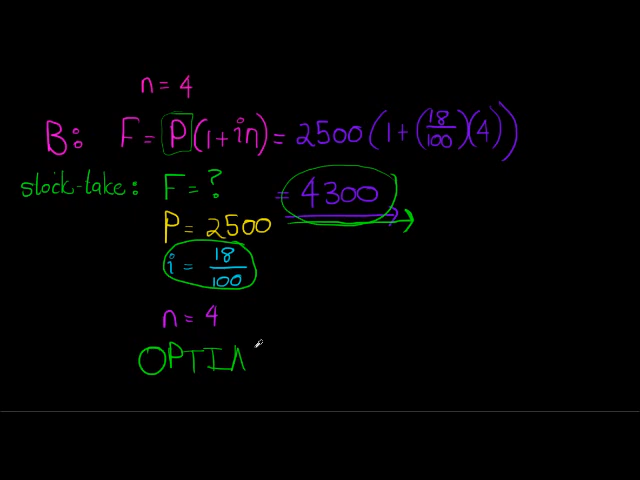 n = 4
B: F = P(1+in) = 2500(1+(18/100)(4))
stock-take: F = ? = 4300
P = 2500
i = 18/100
n = 4
OPTIA